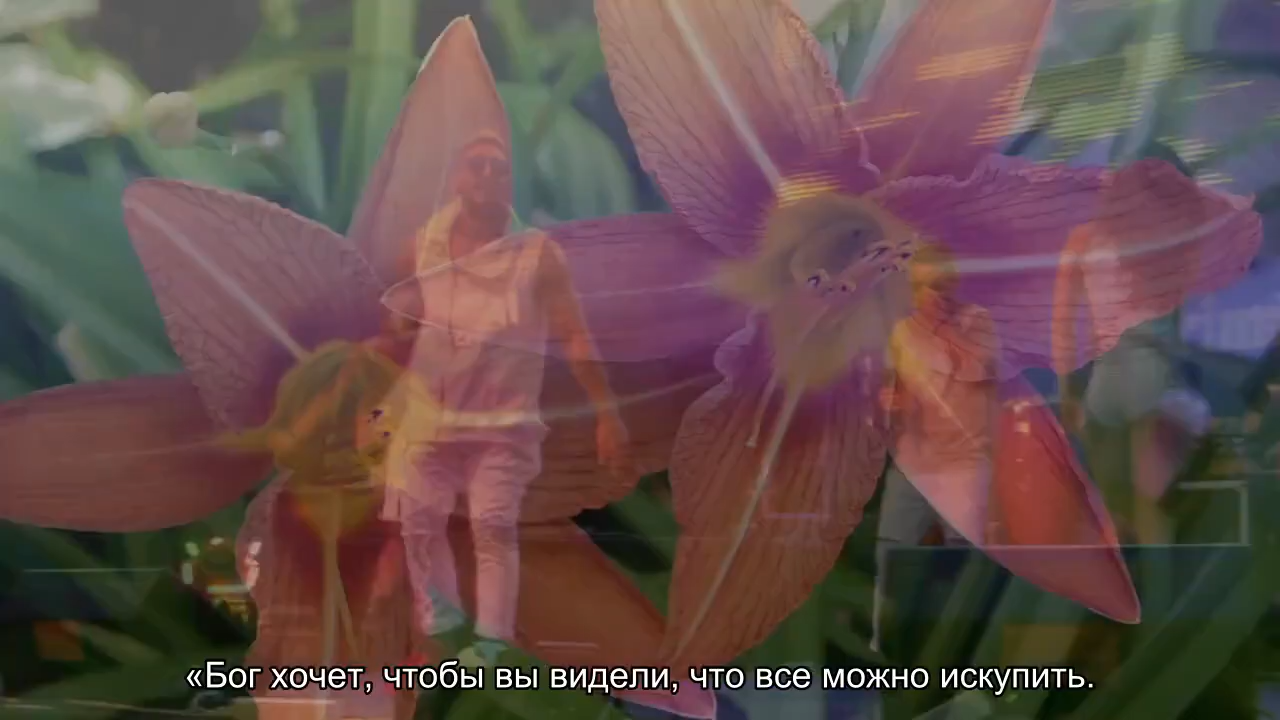 «Бог хочет, чтобы вы видели, что все можно искупить.